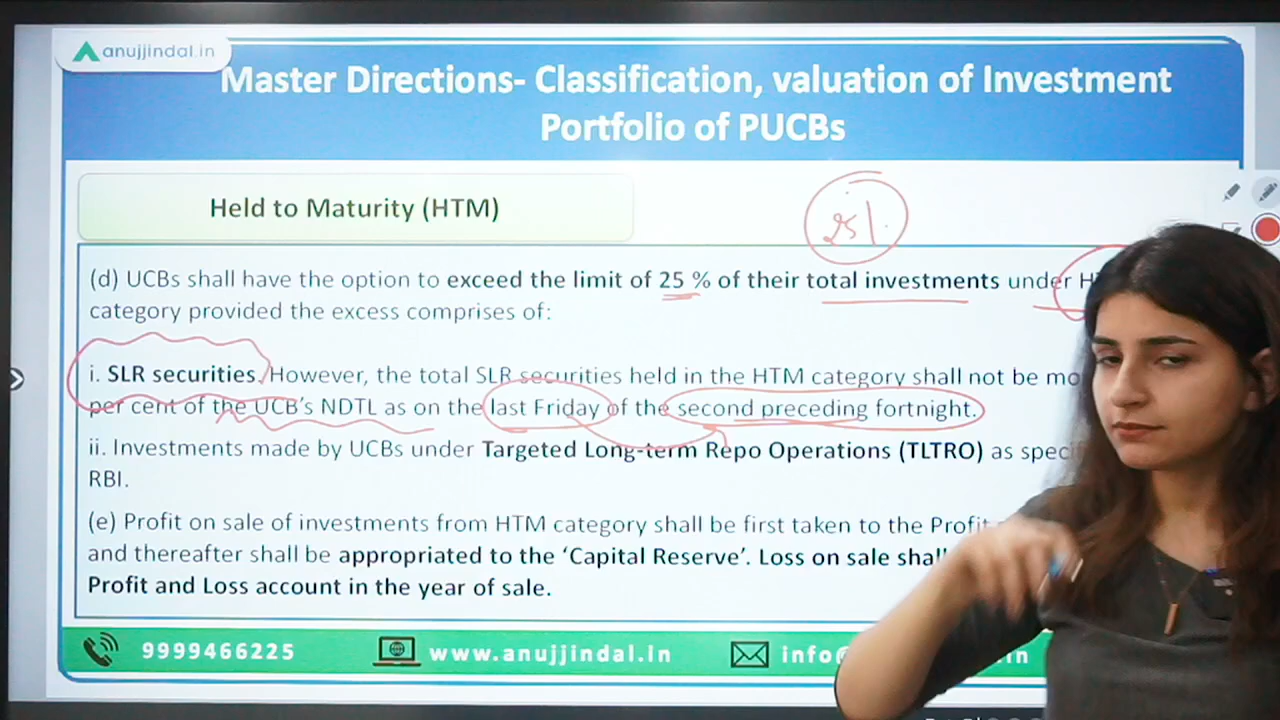 anujjindal.in
Master Directions- Classification, valuation of Investment
Portfolio of PUCBs
Held to Maturity (HTM)
25%
(d) UCBs shall have the option to exceed the limit of 25 % of their total investments under
category provided the excess comprises of:
i. SLR securities. However, the total SLR securities held in the HTM category shall not be
per cent of the UCB's NDTL as on the last Friday of the second preceding fortnight.
ii. Investments made by UCBs under Targeted Long-term Repo Operations (TLTRO) as
RBI.
(e) Profit on sale of investments from HTM category shall be first taken to the Profit
and thereafter shall be appropriated to the 'Capital Reserve'. Loss on sale
Profit and Loss account in the year of sale.
9999466225
www.anujjindal.in